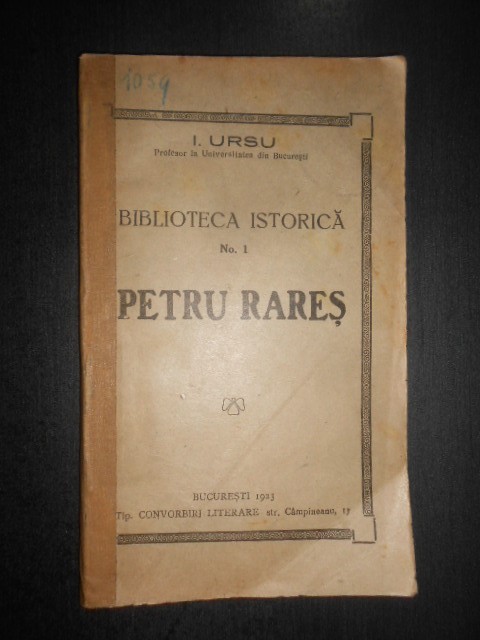 1059
I. URSU
Profesor la Universitatea din București
BIBLIOTECA ISTORICĂ
No. 1
PETRU RAREȘ
BUCUREȘTI 1923
Tip. CONVORBIRI LITERARE str. Câmpineanu, 17